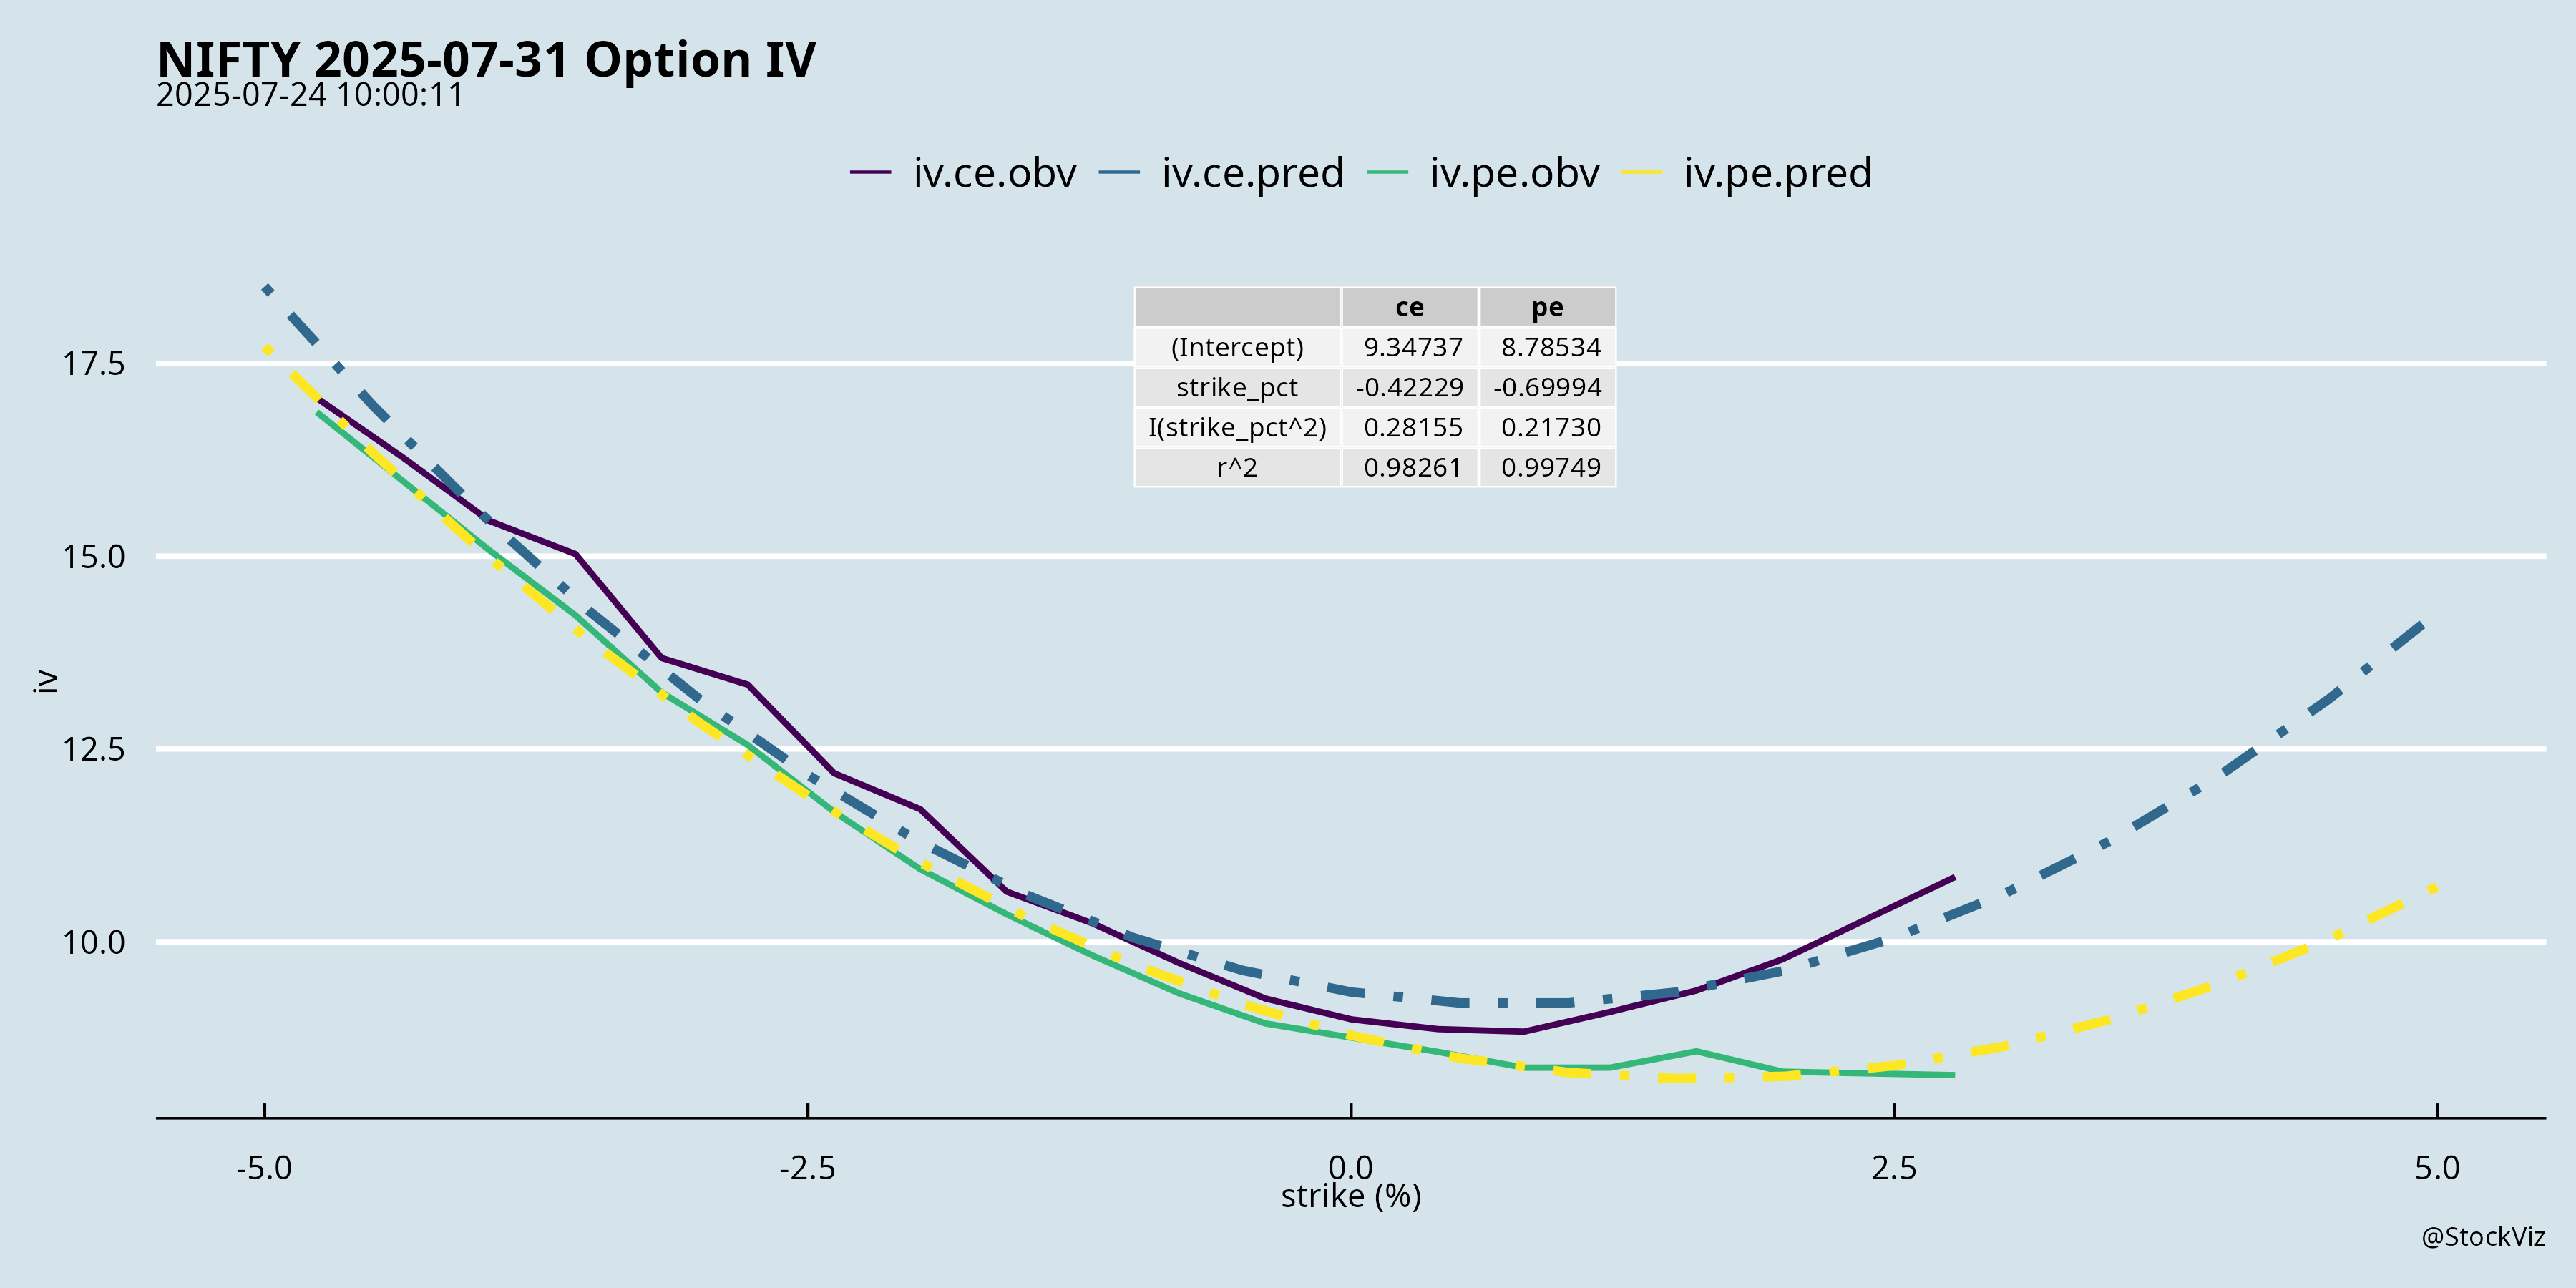 NIFTY 2025-07-31 Option IV
2025-07-24 10:00:11
iv.ce.obv iv.ce.pred iv.pe.obv iv.pe.pred
ce pe
(Intercept) 9.34737 8.78534
strike_pct -0.42229 -0.69994
I(strike_pct^2) 0.28155 0.21730
r^2 0.98261 0.99749
17.5
15.0
12.5
10.0
iv
-5.0 -2.5 0.0 2.5 5.0
strike (%)
@StockViz